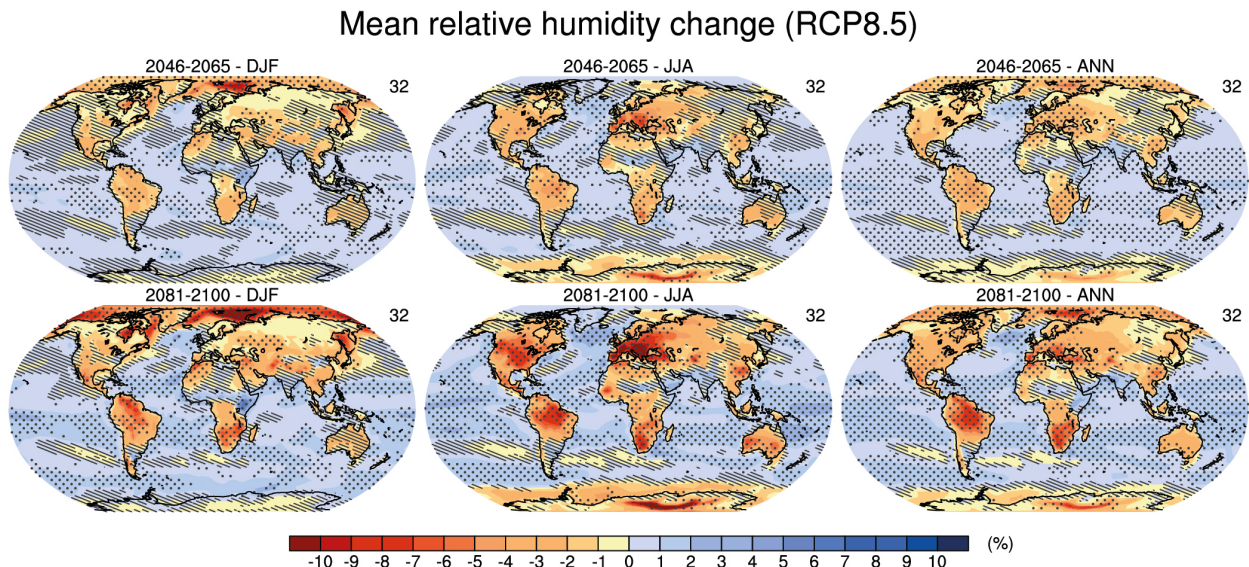 Mean relative humidity change (RCP8.5)
2046-2065 - DJF
32
2046-2065 - JJA
32
2046-2065 - ANN
32
2081-2100 - DJF
32
2081-2100 - JJA
32
2081-2100 - ANN
32
-10 -9 -8 -7 -6 -5 -4 -3 -2 -1 0 1 2 3 4 5 6 7 8 9 10 (%)